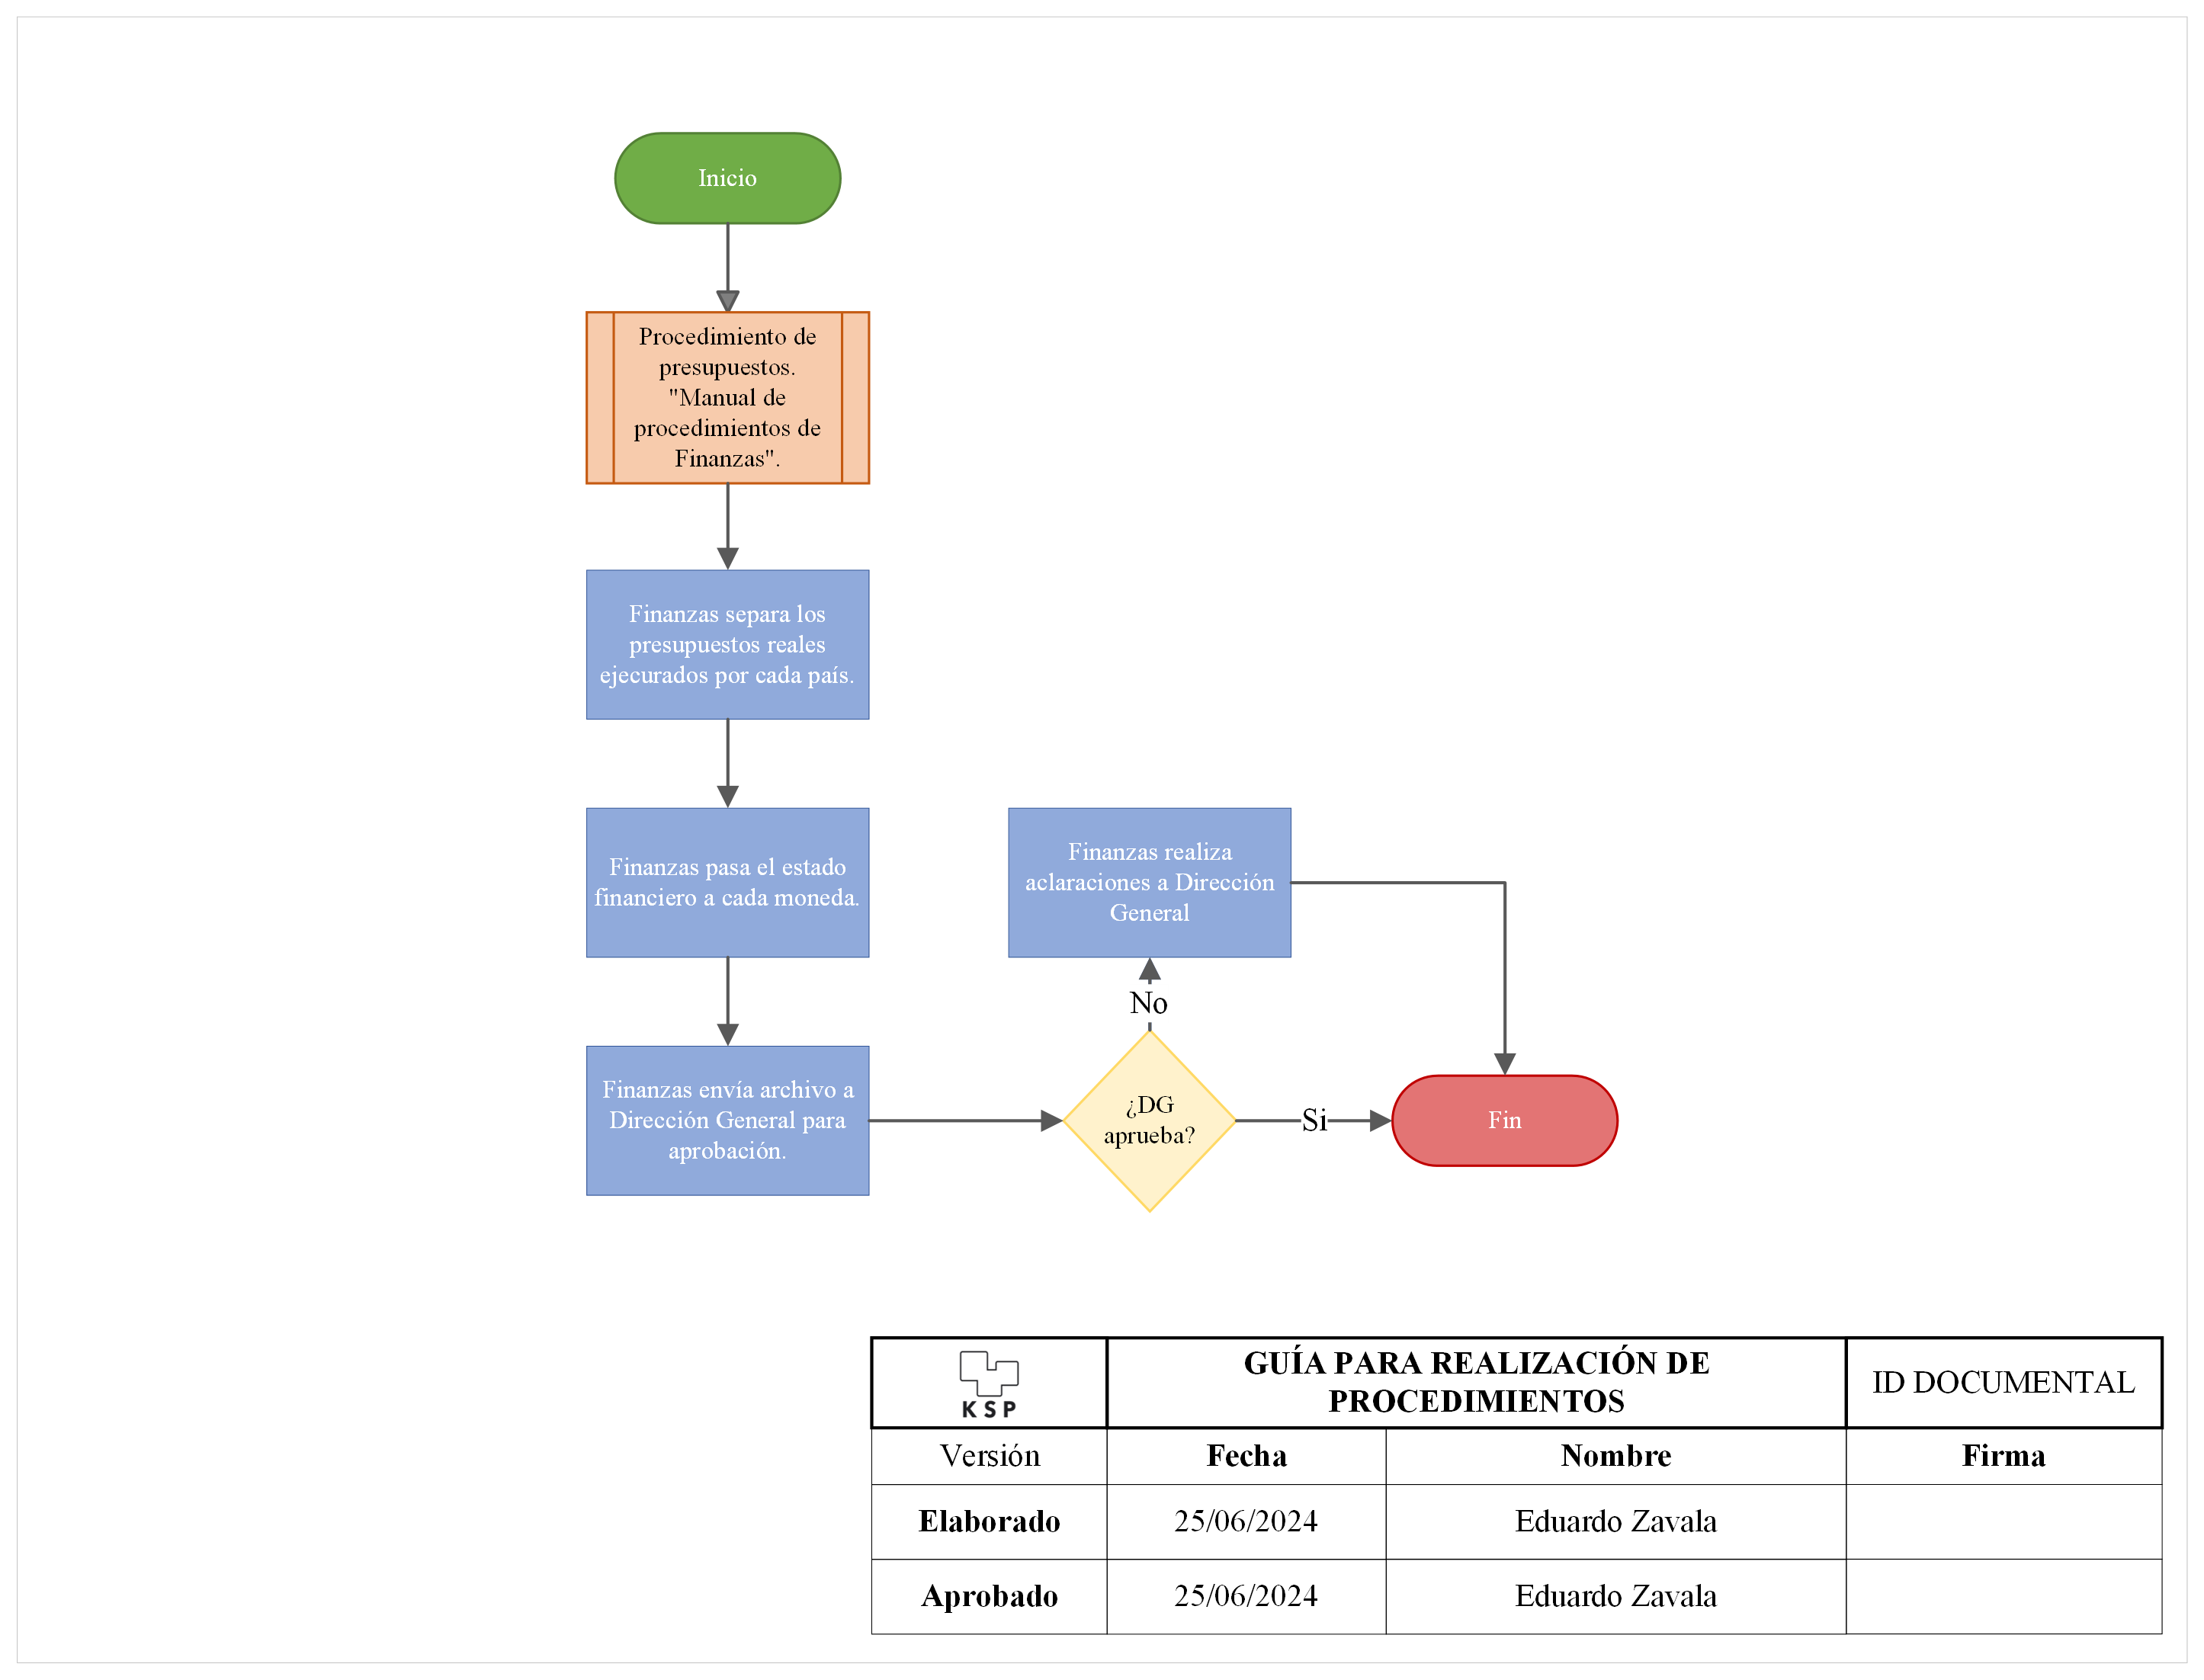 Inicio
Procedimiento de
presupuestos.
"Manual de
procedimientos de
Finanzas".
Finanzas separa los
presupuestos reales
ejecurados por cada país.
Finanzas pasa el estado
financiero a cada moneda.
Finanzas realiza
aclaraciones a Dirección
General
No
Finanzas envía archivo a
Dirección General para
aprobación.
¿DG
aprueba?
Si
Fin
KSP
GUÍA PARA REALIZACIÓN DE
PROCEDIMIENTOS
ID DOCUMENTAL
Versión
Fecha
Nombre
Firma
Elaborado
25/06/2024
Eduardo Zavala
Aprobado
25/06/2024
Eduardo Zavala